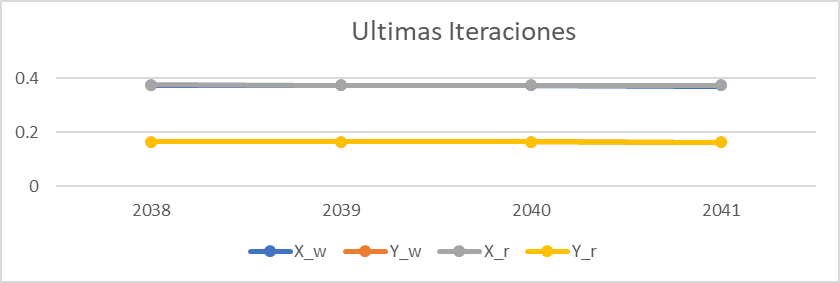 Ultimas Iteraciones
0.4
0.2
0
2038 2039 2040 2041
X_w Y_w X_r Y_r